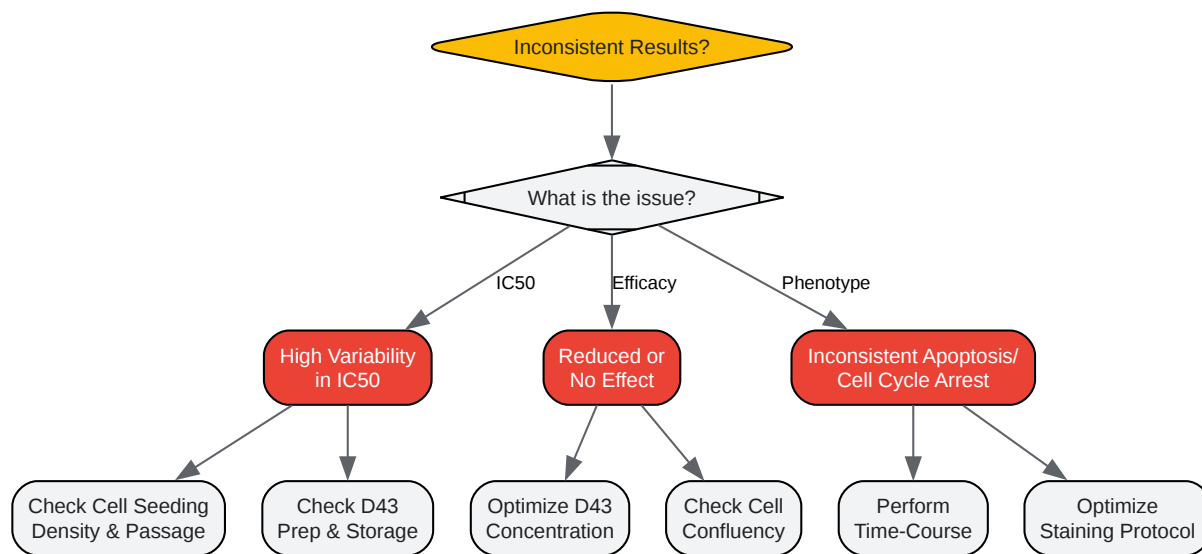 Inconsistent Results?
What is the issue?
IC50
Efficacy
Phenotype
High Variability
in IC50
Reduced or
No Effect
Inconsistent Apoptosis/
Cell Cycle Arrest
Check Cell Seeding
Density & Passage
Check D43
Prep & Storage
Optimize D43
Concentration
Check Cell
Confluency
Perform
Time-Course
Optimize
Staining Protocol